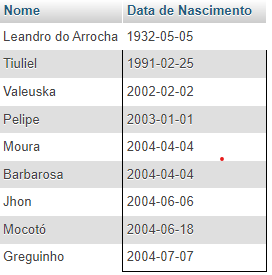 Nome Data de Nascimento
Leandro do Arrocha 1932-05-05
Tiuliel 1991-02-25
Valeuska 2002-02-02
Pelipe 2003-01-01
Moura 2004-04-04
Barbarosa 2004-04-04
Jhon 2004-06-06
Mocotó 2004-06-18
Greguinho 2004-07-07